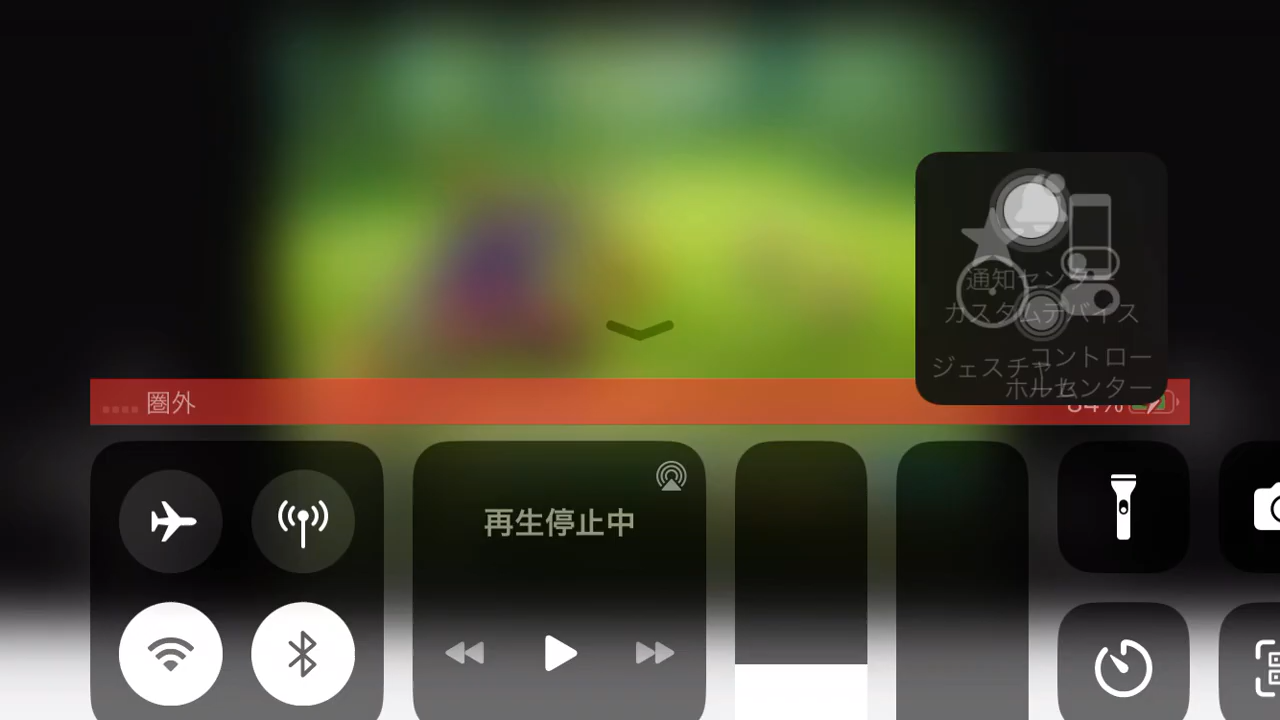 通知センター
カスタム
デバイス
ジェスチャ
コントロー
ホーム
センター
圏外
84%
再生停止中